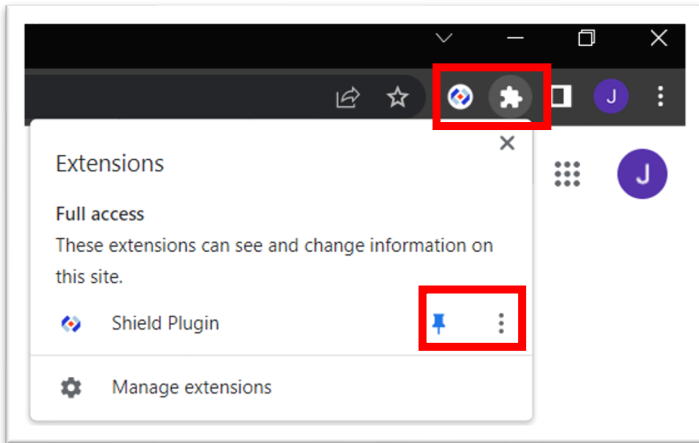 J
Extensions
J
Full access
These extensions can see and change information on
this site.
Shield Plugin
Manage extensions